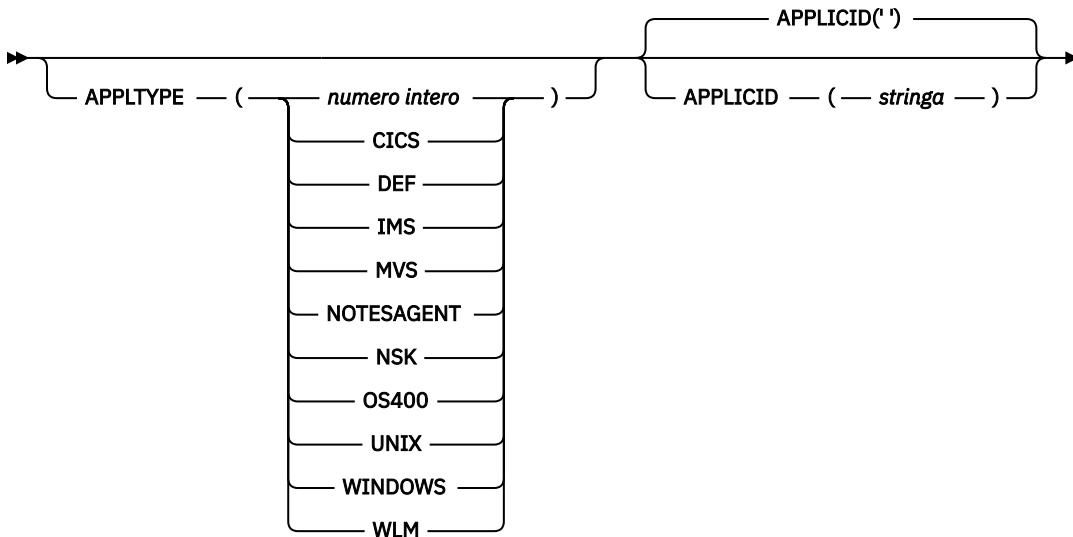 APPLICID(' ')
APPLTYPE ( numero intero ) APPLICID ( stringa )
CICS
DEF
IMS
MVS
NOTESAGENT
NSK
OS400
UNIX
WINDOWS
WLM